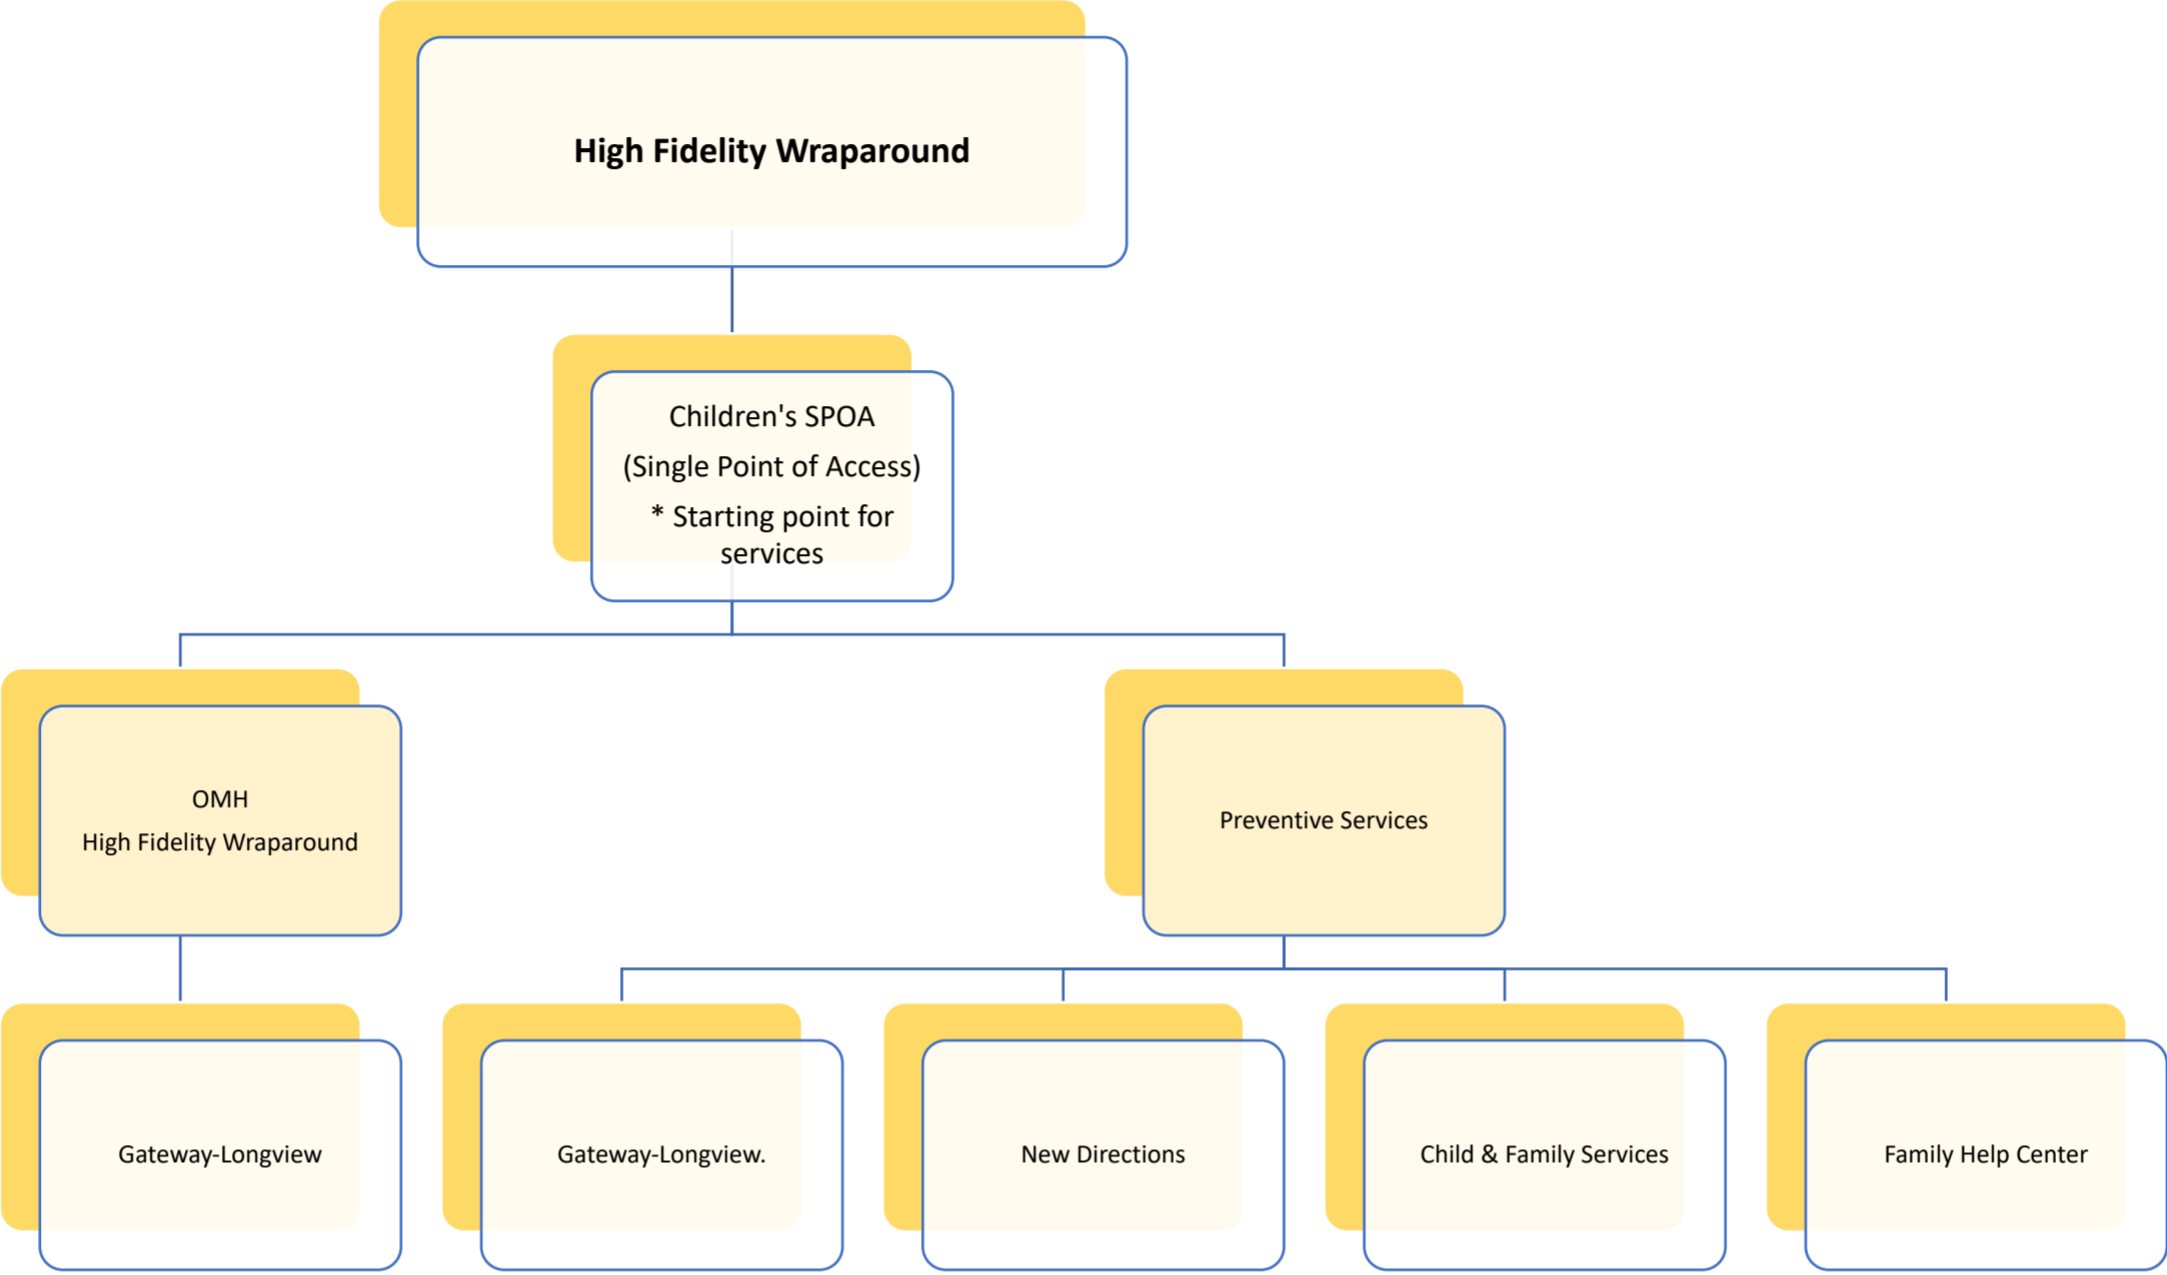 High Fidelity Wraparound
Children's SPOA
(Single Point of Access)
* Starting point for
services
OMH
High Fidelity Wraparound
Preventive Services
Gateway-Longview
Gateway-Longview.
New Directions
Child & Family Services
Family Help Center